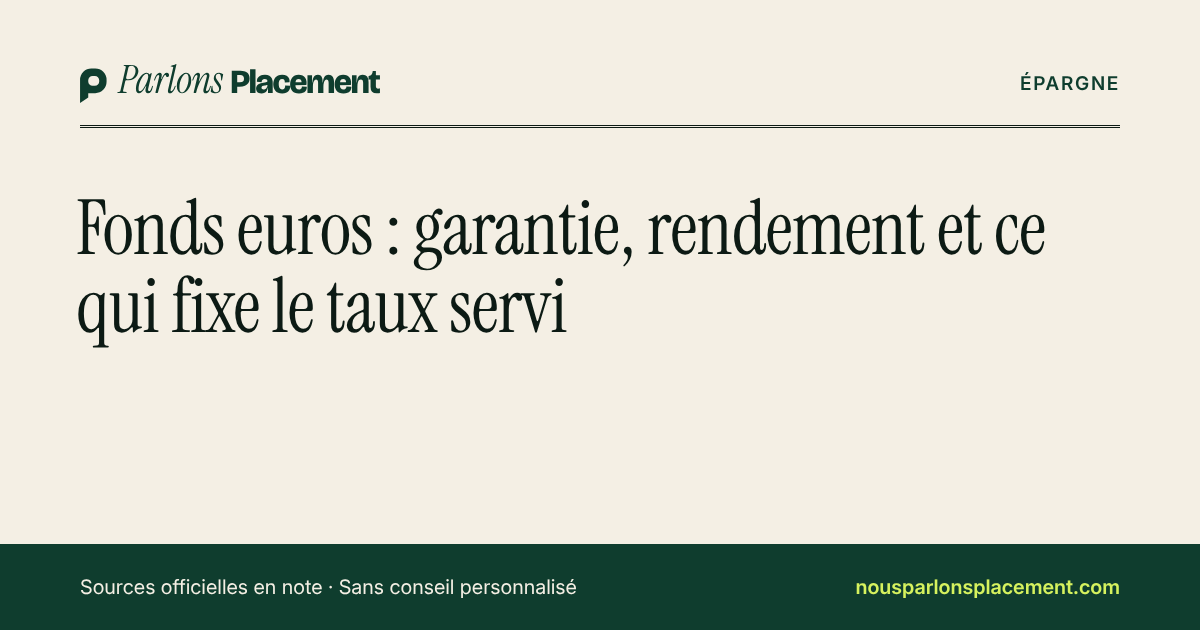 Parlons Placement
ÉPARGNE
Fonds euros : garantie, rendement et ce
qui fixe le taux servi
Sources officielles en note · Sans conseil personnalisé
nousparlonsplacement.com